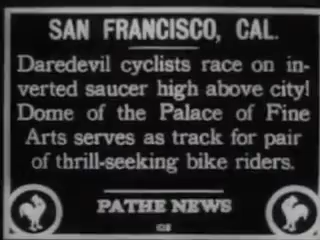 SAN FRANCISCO, CAL.
Daredevil cyclists race on in-
verted saucer high above city!
Dome of the Palace of Fine
Arts serves as track for pair
of thrill-seeking bike riders.
PATHE NEWS